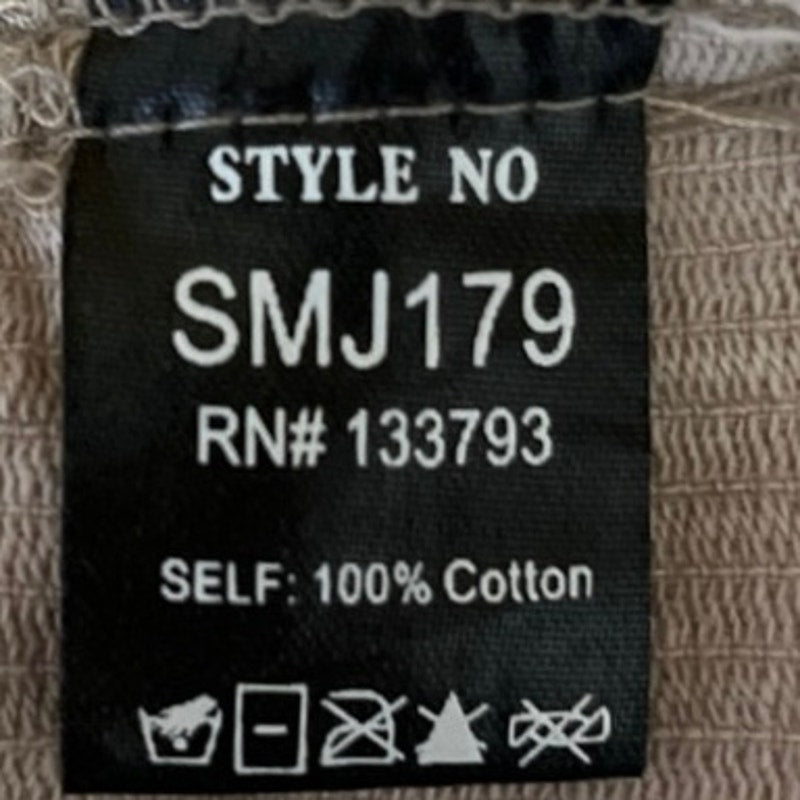 STYLE NO
SMJ179
RN# 133793
SELF: 100% Cotton